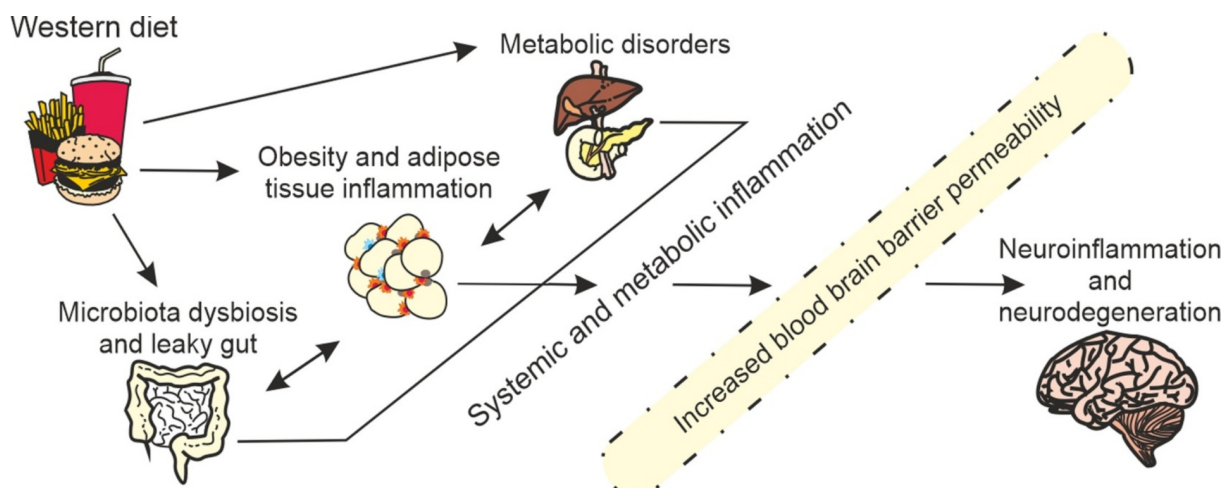 Western diet
Metabolic disorders
Obesity and adipose
tissue inflammation
Microbiota dysbiosis
and leaky gut
Systemic and metabolic inflammation
Increased blood brain barrier permeability
Neuroinflammation
and
neurodegeneration